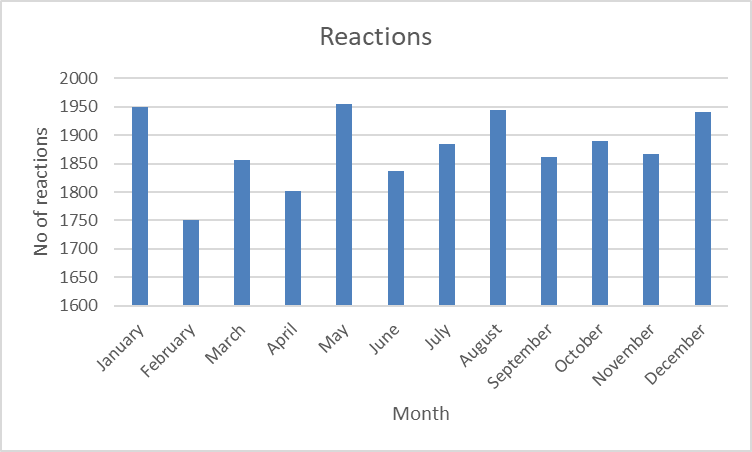 Reactions
No of reactions
2000
1950
1900
1850
1800
1750
1700
1650
1600
January
February
March
April
May
June
July
August
September
October
November
December
Month